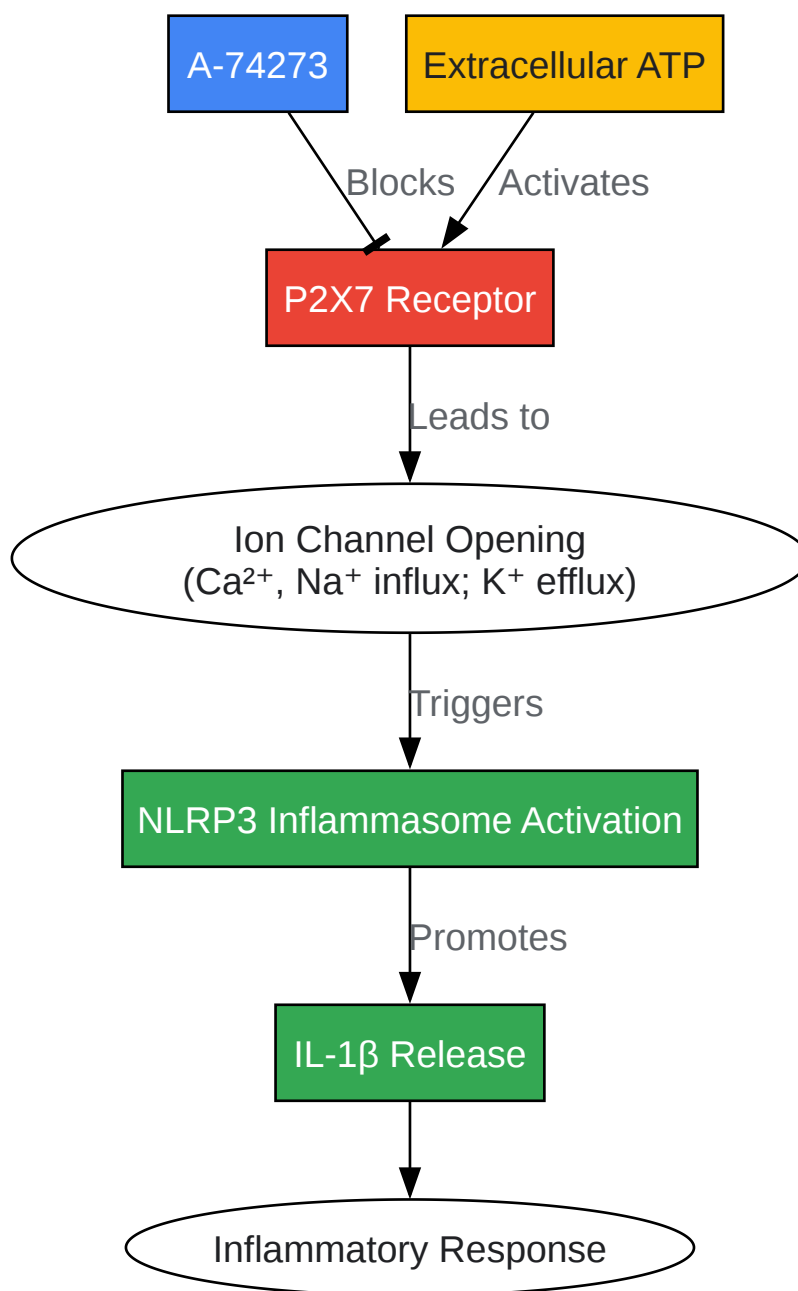 A-74273
Extracellular ATP
Blocks
Activates
P2X7 Receptor
Leads to
Ion Channel Opening
(Ca²⁺, Na⁺ influx; K⁺ efflux)
Triggers
NLRP3 Inflammasome Activation
Promotes
IL-1β Release
Inflammatory Response